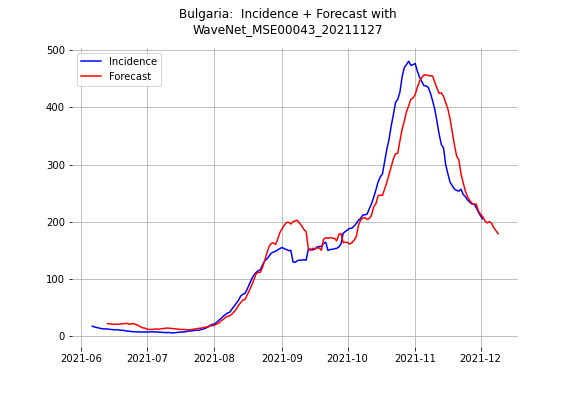 Bulgaria:  Incidence + Forecast with
WaveNet_MSE00043_20211127
Incidence
Forecast
500
400
300
200
100
0
2021-06 2021-07 2021-08 2021-09 2021-10 2021-11 2021-12